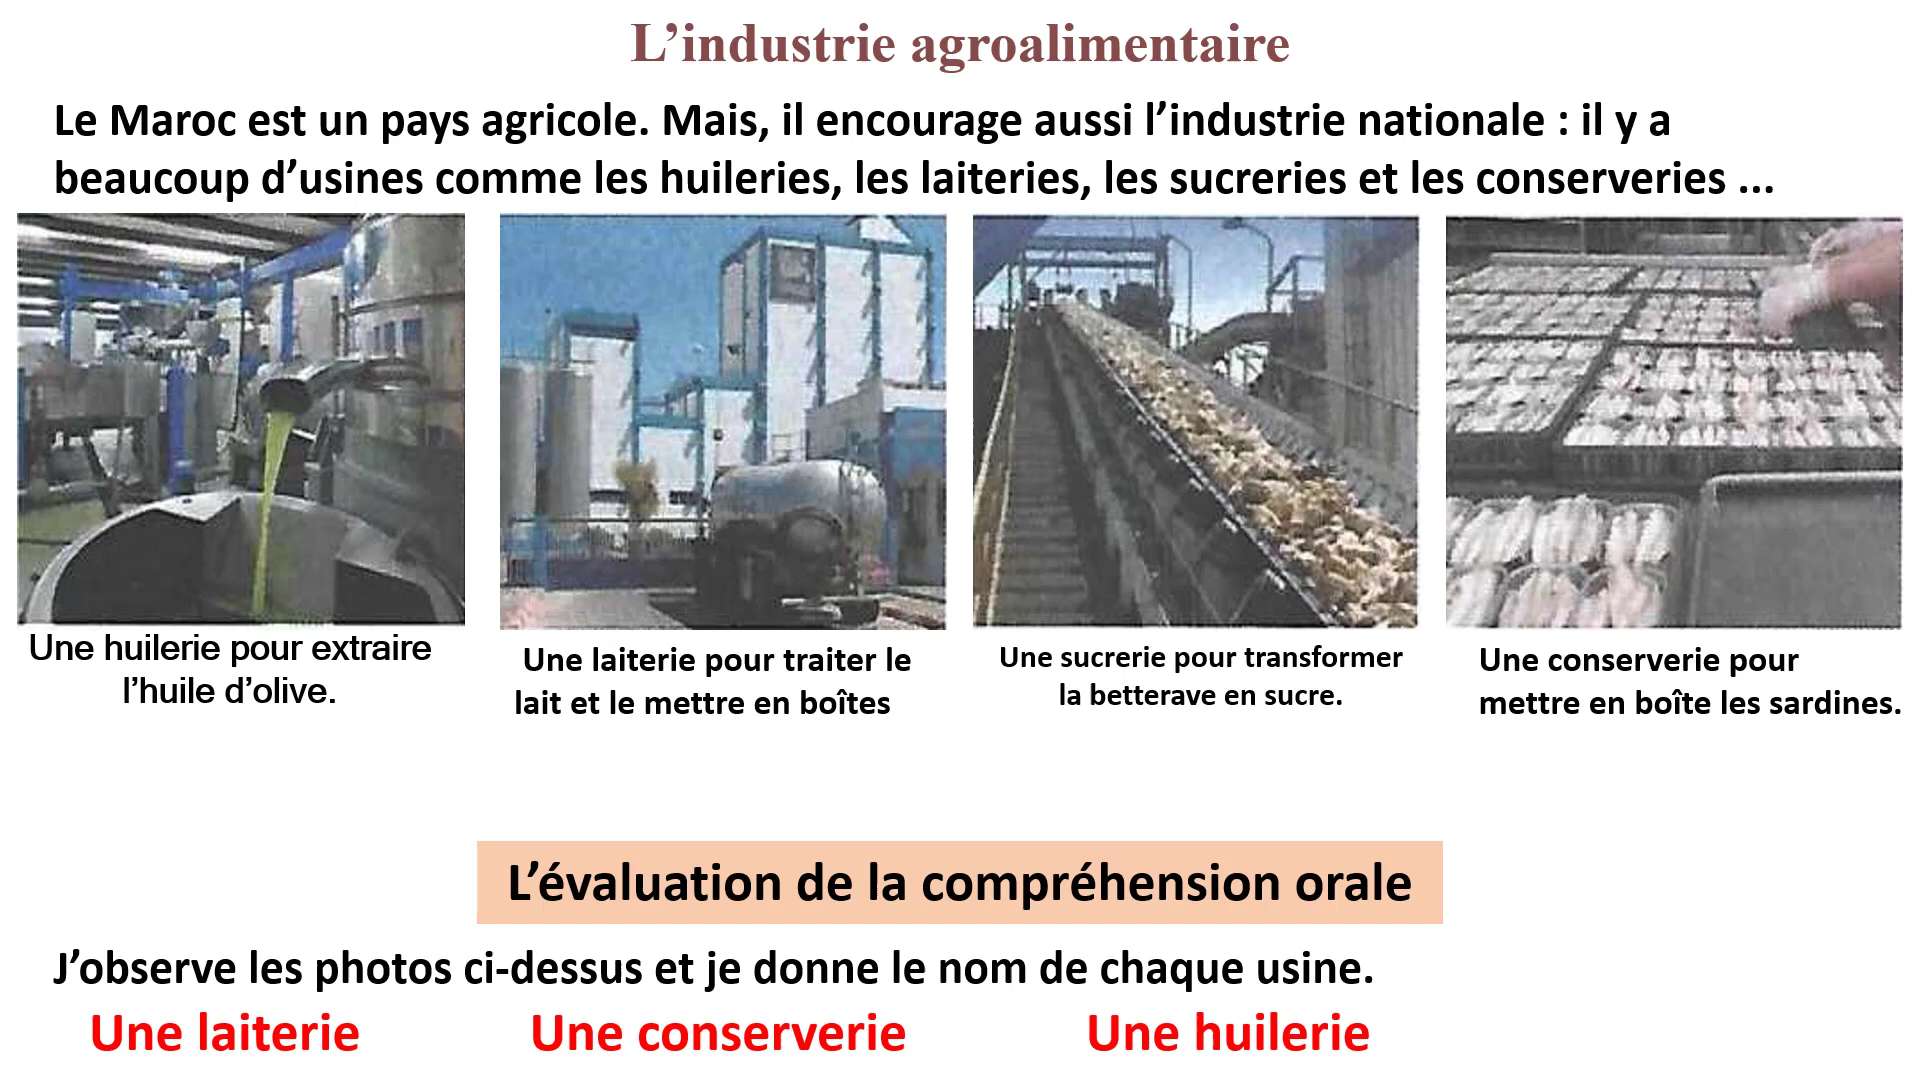 L’industrie agroalimentaire
Le Maroc est un pays agricole. Mais, il encourage aussi l’industrie nationale : il y a
beaucoup d’usines comme les huileries, les laiteries, les sucreries et les conserveries ...
Une huilerie pour extraire
l’huile d’olive.
Une laiterie pour traiter le
lait et le mettre en boîtes
Une sucrerie pour transformer
la betterave en sucre.
Une conserverie pour
mettre en boîte les sardines.
L’évaluation de la compréhension orale
J’observe les photos ci-dessus et je donne le nom de chaque usine.
Une laiterie
Une conserverie
Une huilerie